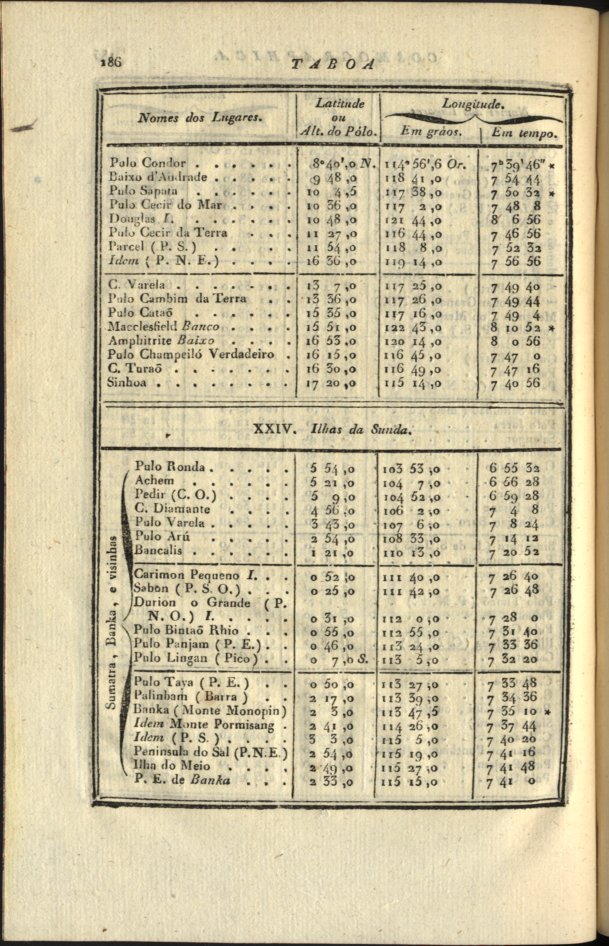 186 TABOA
Nomes dos Lugares. Latitude ou Alt. do Pólo. Longitude. Em gráos. Em tempo.
Pulo Condor . . . . . . 8°40',0 N. 114°56',6 Or. 7h39'46" *
Baixo d'Andrade . . . . . 9 48 ,0 118 41 ,0 7 54 44
Pulo Sapata . . . . . 10 4 ,5 117 38 ,0 7 50 32 *
Pulo Cecir do Mar . . . . 10 36 ,0 117 2 ,0 7 48 8
Douglas I. . . . . . . 10 48 ,0 121 44 ,0 8 6 56
Pulo Cecir da Terra . . . 11 27 ,0 116 44 ,0 7 46 56
Parcel ( P. S. ) . . . . . 11 54 ,0 118 8 ,0 7 52 32
Idem ( P. N. E. ) . . . . 16 36 ,0 119 14 ,0 7 56 56
C. Varela . . . . . . . 13 7 ,0 117 25 ,0 7 49 40
Pulo Cambim da Terra . . 13 36 ,0 117 26 ,0 7 49 44
Pulo Cataõ . . . . . . 15 35 ,0 117 16 ,0 7 49 4
Macclesfield Banco . . . . 15 51 ,0 122 43 ,0 8 10 52 *
Amphitrite Baixo . . . . 16 53 ,0 120 14 ,0 8 0 56
Pulo Champeiló Verdadeiro . 16 15 ,0 116 45 ,0 7 47 0
C. Turaõ . . . . . . . 16 30 ,0 116 49 ,0 7 47 16
Sinhoa . . . . . . . . 17 20 ,0 115 14 ,0 7 40 56
XXIV. Ilhas da Sunda.
Sumatra, Banka, e visinhas
Pulo Ronda . . . . . 5 54 ,0 103 53 ,0 6 55 32
Achem . . . . . . 5 21 ,0 104 7 ,0 6 56 28
Pedir (C. O.) . . . . 5 9 ,0 104 52 ,0 6 59 28
C. Diamante . . . . 4 56 ,0 106 2 ,0 7 4 8
Pulo Varela . . . . . 3 43 ,0 107 6 ,0 7 8 24
Pulo Arú . . . . . 2 54 ,0 108 33 ,0 7 14 12
Bancalis . . . . . . 1 21 ,0 110 13 ,0 7 20 52
Carimon Pequeno I. . . 0 52 ,0 111 40 ,0 7 26 40
Sabon ( P. S. O. ) . . . 0 25 ,0 111 42 ,0 7 26 48
Durion o Grande ( P.
N. O. ) I. . . . . . 0 31 ,0 112 0 ,0 7 28 0
Pulo Bintaõ Rhio . . . 0 55 ,0 112 55 ,0 7 31 40
Pulo Panjam ( P. E. ) . . 0 46 ,0 113 24 ,0 7 33 36
Pulo Lingan ( Pico ) . . 0 7 ,0 S. 113 5 ,0 7 32 20
Pulo Taya ( P. E. ) . . 0 50 ,0 113 27 ,0 7 33 48
Palinbam ( Barra ) . . 2 17 ,0 113 39 ,0 7 34 36
Banka ( Monte Monopin) 2 3 ,0 113 47 ,5 7 35 10 *
Idem Monte Pormisang . 2 41 ,0 114 26 ,0 7 37 44
Idem ( P. S. ) . . . . 3 3 ,0 115 5 ,0 7 40 20
Peninsula do Sal (P.N.E.) 2 54 ,0 115 19 ,0 7 41 16
Ilha do Meio . . . . 2 49 ,0 115 27 ,0 7 41 48
P. E. de Banka . . . 2 33 ,0 115 15 ,0 7 41 0